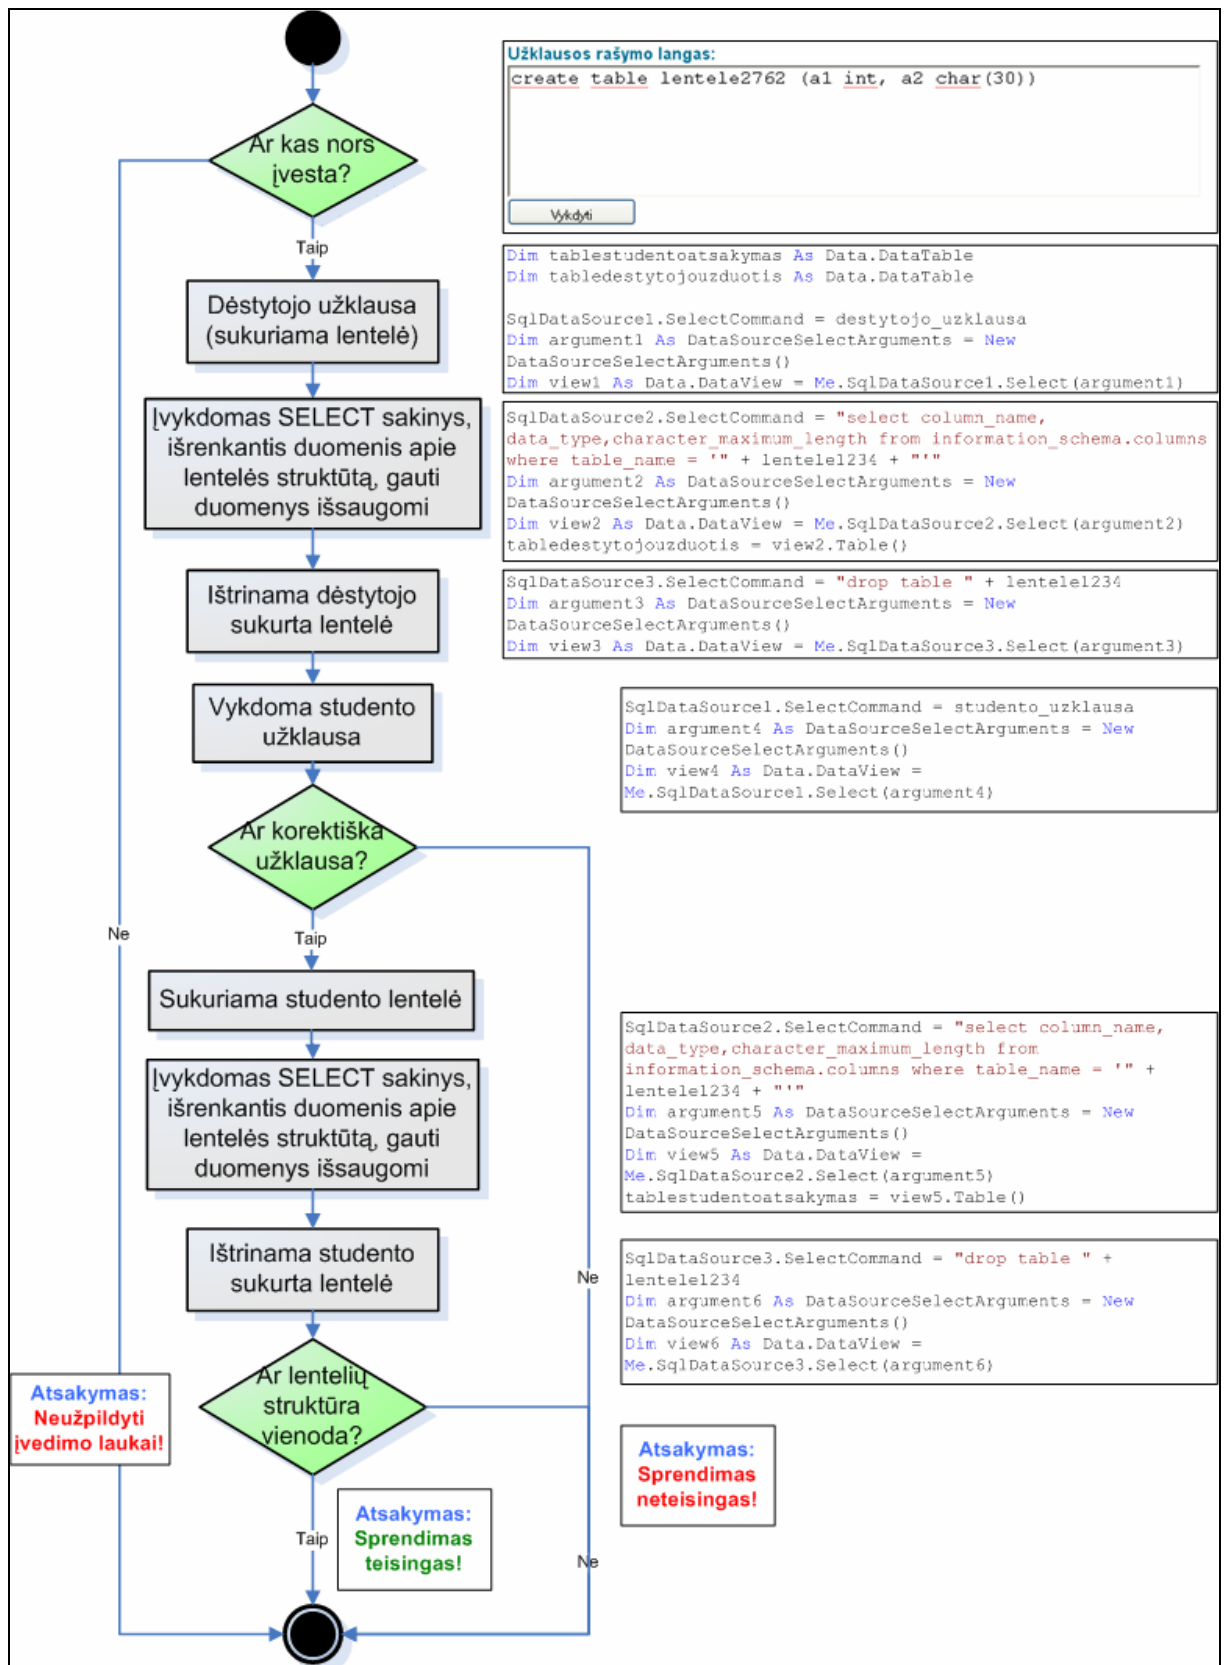 Užklausos rašymo langas:
create table lentele2762 (a1 int, a2 char(30))
Vykdyti
Ar kas nors
įvesta?
Taip
Dim tablestudentoatsakymas As Data.DataTable
Dim tabledestytojouzduotis As Data.DataTable
SqlDataSource1.SelectCommand = destytojo_uzklausa
Dim argument1 As DataSourceSelectArguments = New
DataSourceSelectArguments()
Dim view1 As Data.DataView = Me.SqlDataSource1.Select(argument1)
Dėstytojo užklausa
(sukuriama lentelė)
Įvykdomas SELECT sakinys,
išrenkantis duomenis apie
lentelės struktūtą, gauti
duomenys išsaugomi
SqlDataSource2.SelectCommand = "select column_name,
data_type,character_maximum_length from information_schema.columns
where table_name = '" + lentele1234 + "'"
Dim argument2 As DataSourceSelectArguments = New
DataSourceSelectArguments()
Dim view2 As Data.DataView = Me.SqlDataSource2.Select(argument2)
tabledestytojouzduotis = view2.Table()
Ištrinama dėstytojo
sukurta lentelė
SqlDataSource3.SelectCommand = "drop table " + lentele1234
Dim argument3 As DataSourceSelectArguments = New
DataSourceSelectArguments()
Dim view3 As Data.DataView = Me.SqlDataSource3.Select(argument3)
Vykdoma studento
užklausa
SqlDataSource1.SelectCommand = studento_uzklausa
Dim argument4 As DataSourceSelectArguments = New
DataSourceSelectArguments()
Dim view4 As Data.DataView =
Me.SqlDataSource1.Select(argument4)
Ar korektiška
užklausa?
Ne
Taip
Sukuriama studento lentelė
Įvykdomas SELECT sakinys,
išrenkantis duomenis apie
lentelės struktūtą, gauti
duomenys išsaugomi
SqlDataSource2.SelectCommand = "select column_name,
data_type,character_maximum_length from
information_schema.columns where table_name = '" +
lentele1234 + "'"
Dim argument5 As DataSourceSelectArguments = New
DataSourceSelectArguments()
Dim view5 As Data.DataView =
Me.SqlDataSource2.Select(argument5)
tablestudentoatsakymas = view5.Table()
Ištrinama studento
sukurta lentelė
Ne
SqlDataSource3.SelectCommand = "drop table " +
lentele1234
Dim argument6 As DataSourceSelectArguments = New
DataSourceSelectArguments()
Dim view6 As Data.DataView =
Me.SqlDataSource3.Select(argument6)
Ar lentelių
struktūra
vienoda?
Atsakymas:
Neužpildyti
įvedimo laukai!
Atsakymas:
Sprendimas
neteisingas!
Taip
Atsakymas:
Sprendimas
teisingas!
Ne